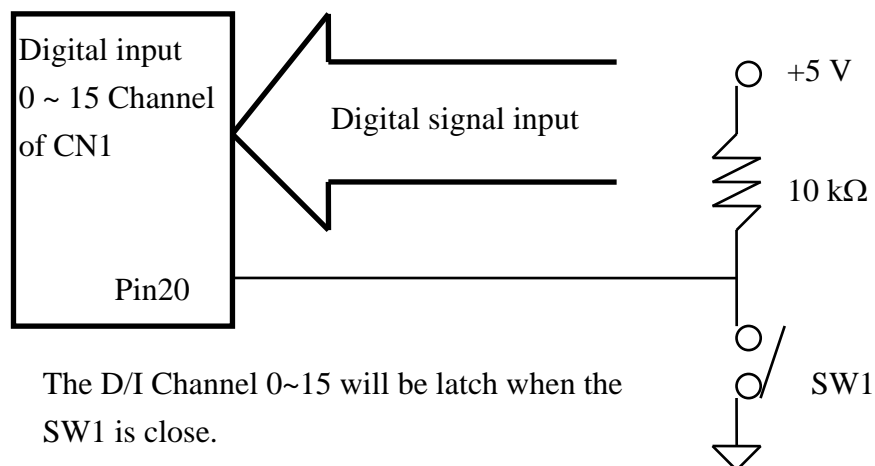 Digital input
0 ~ 15 Channel
of CN1
Digital signal input
+5 V
10 kΩ
Pin20
SW1
The D/I Channel 0~15 will be latch when the
SW1 is close.